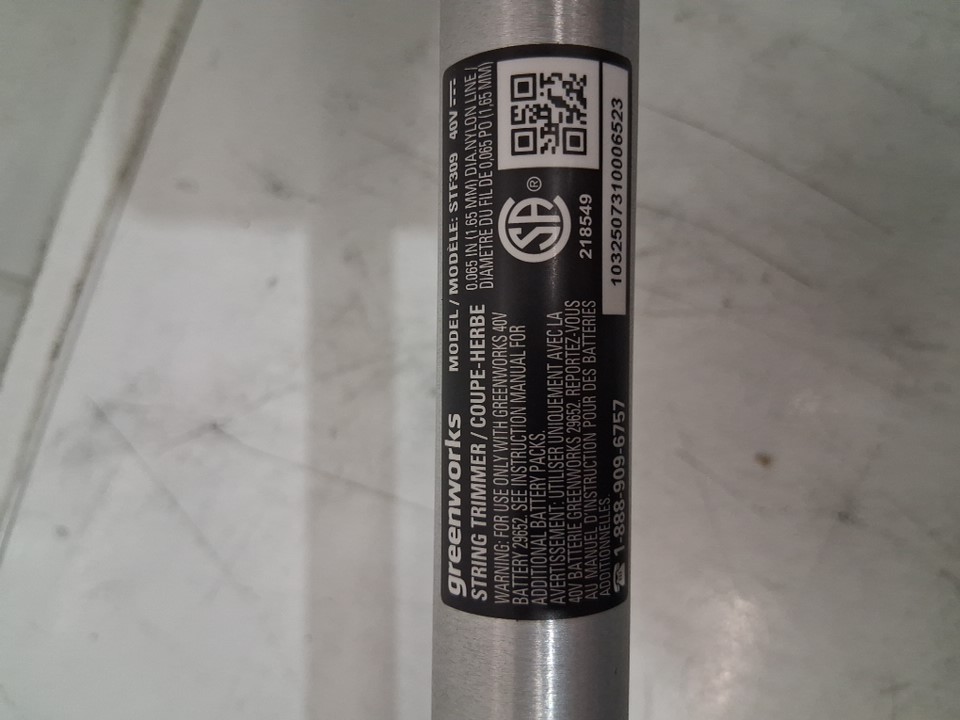 greenworks
MODEL / MODÈLE: STF309 40V
STRING TRIMMER / COUPE-HERBE
0.065 IN (1.65 MM) DIA.NYLON LINE /
DIAMETRE DU FIL DE 0,065 PO (1,65 MM)
WARNING: FOR USE ONLY WITH GREENWORKS 40V
BATTERY 29652. SEE INSTRUCTION MANUAL FOR
ADDITIONAL BATTERY PACKS.
AVERTISSEMENT: UTILISER UNIQUEMENT AVEC LA
40V BATTERIE GREENWORKS 29652. REPORTEZ-VOUS
AU MANUEL D'INSTRUCTION POUR DES BATTERIES
ADDITIONNELLES.
1-888-909-6757
SA ®
218549
1032507310006523